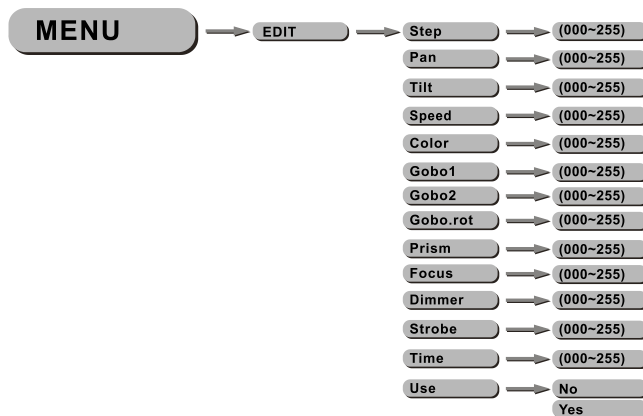 MENU EDIT Step (000~255)
Pan (000~255)
Tilt (000~255)
Speed (000~255)
Color (000~255)
Gobo1 (000~255)
Gobo2 (000~255)
Gobo.rot (000~255)
Prism (000~255)
Focus (000~255)
Dimmer (000~255)
Strobe (000~255)
Time (000~255)
Use No
Yes